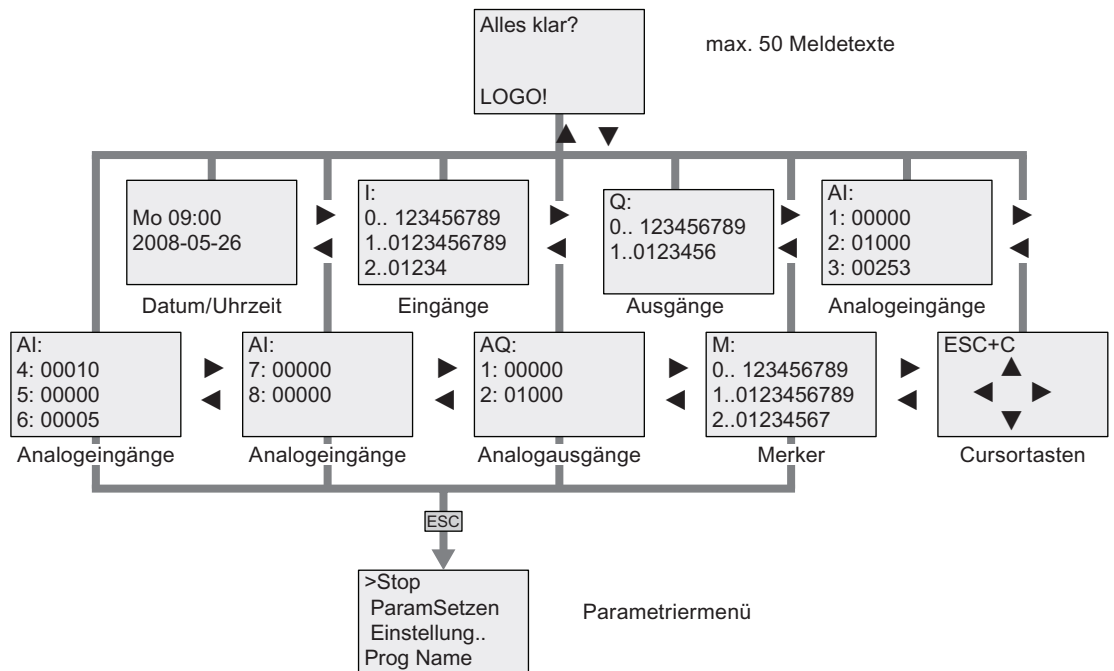 Alles klar?
LOGO!
max. 50 Meldetexte
Mo 09:00
2008-05-26
Datum/Uhrzeit
I:
0.. 123456789
1..0123456789
2..01234
Eingänge
Q:
0.. 123456789
1..0123456
Ausgänge
AI:
1: 00000
2: 01000
3: 00253
Analogeingänge
AI:
4: 00010
5: 00000
6: 00005
Analogeingänge
AI:
7: 00000
8: 00000
Analogeingänge
AQ:
1: 00000
2: 01000
Analogausgänge
M:
0.. 123456789
1..0123456789
2..01234567
Merker
ESC+C
Cursortasten
ESC
>Stop
ParamSetzen
Einstellung..
Prog Name
Parametriermenü